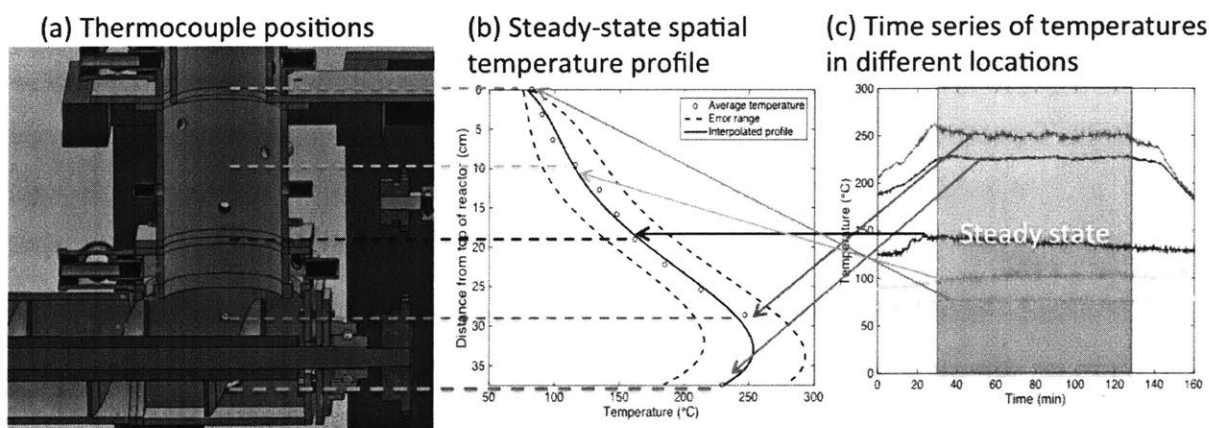 (a) Thermocouple positions
(b) Steady-state spatial
temperature profile
(c) Time series of temperatures
in different locations
Distance from top of reactor (cm)
0
5
10
15
20
25
30
35
50
100
150
200
250
300
Temperature (°C)
Average temperature
Error range
Interpolated profile
Temperature (°C)
300
250
200
150
100
50
0
Steady state
0
20
40
60
80
100
120
140
160
Time (min)